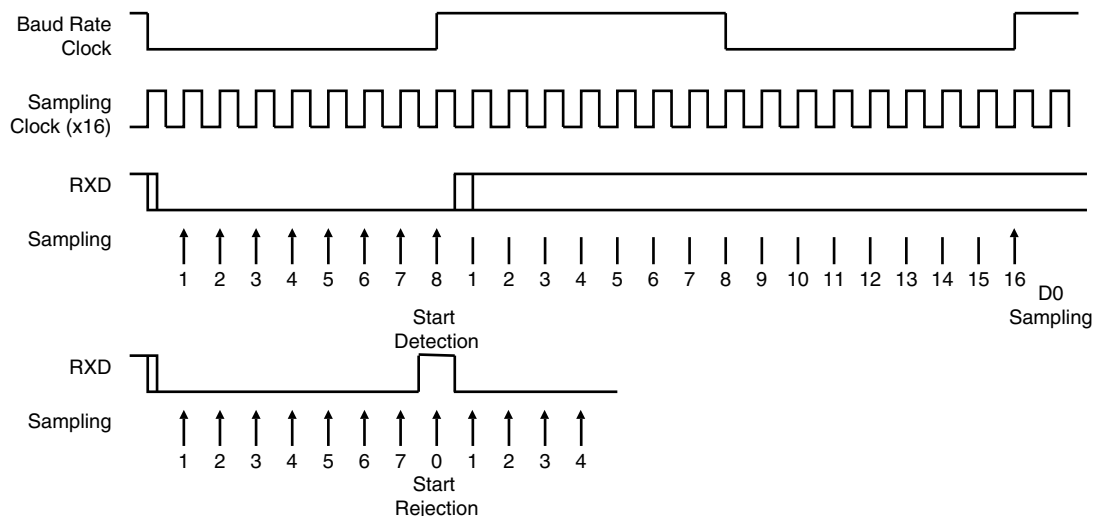 Baud Rate
Clock
Sampling
Clock (x16)
RXD
Sampling
1 2 3 4 5 6 7 8 1 2 3 4 5 6 7 8 9 10 11 12 13 14 15 16
D0
Sampling
Start
Detection
RXD
Sampling
1 2 3 4 5 6 7 0 1 2 3 4
Start
Rejection